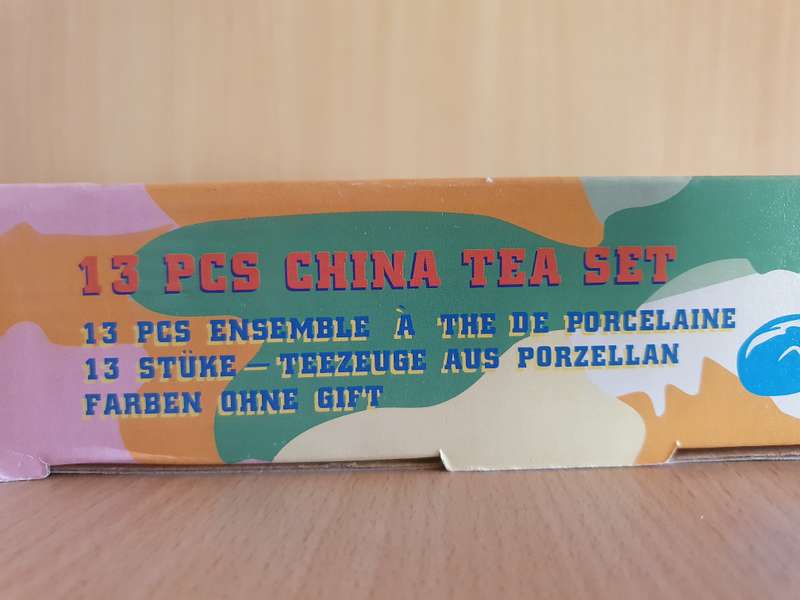 13 PCS CHINA TEA SET
13 PCS ENSEMBLE À THE DE PORCELAINE
13 STÜKE – TEEZEUGE AUS PORZELLAN
FARBEN OHNE GIFT